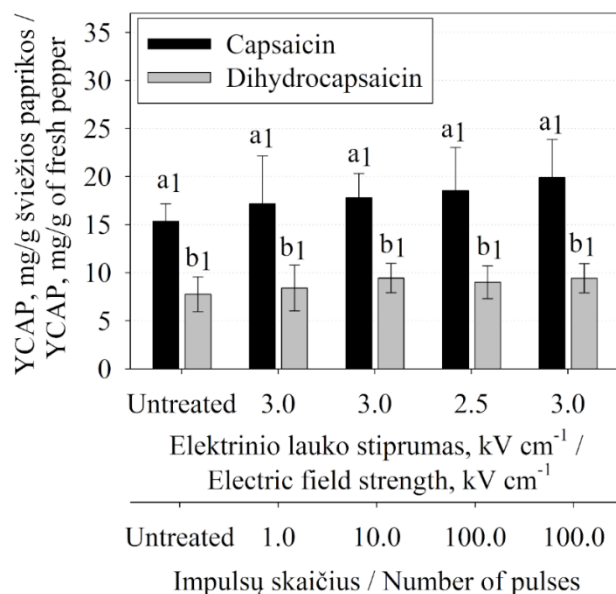 YCAP, mg/g šviežios paprikos /
YCAP, mg/g of fresh pepper
35
30
25
20
15
10
5
0
Capsaicin
Dihydrocapsaicin
a1 a1 a1 a1 a1
b1 b1 b1 b1 b1
Untreated 3.0 3.0 2.5 3.0
Elektrinio lauko stiprumas, kV cm⁻¹ /
Electric field strength, kV cm⁻¹
Untreated 1.0 10.0 100.0 100.0
Impulsų skaičius / Number of pulses